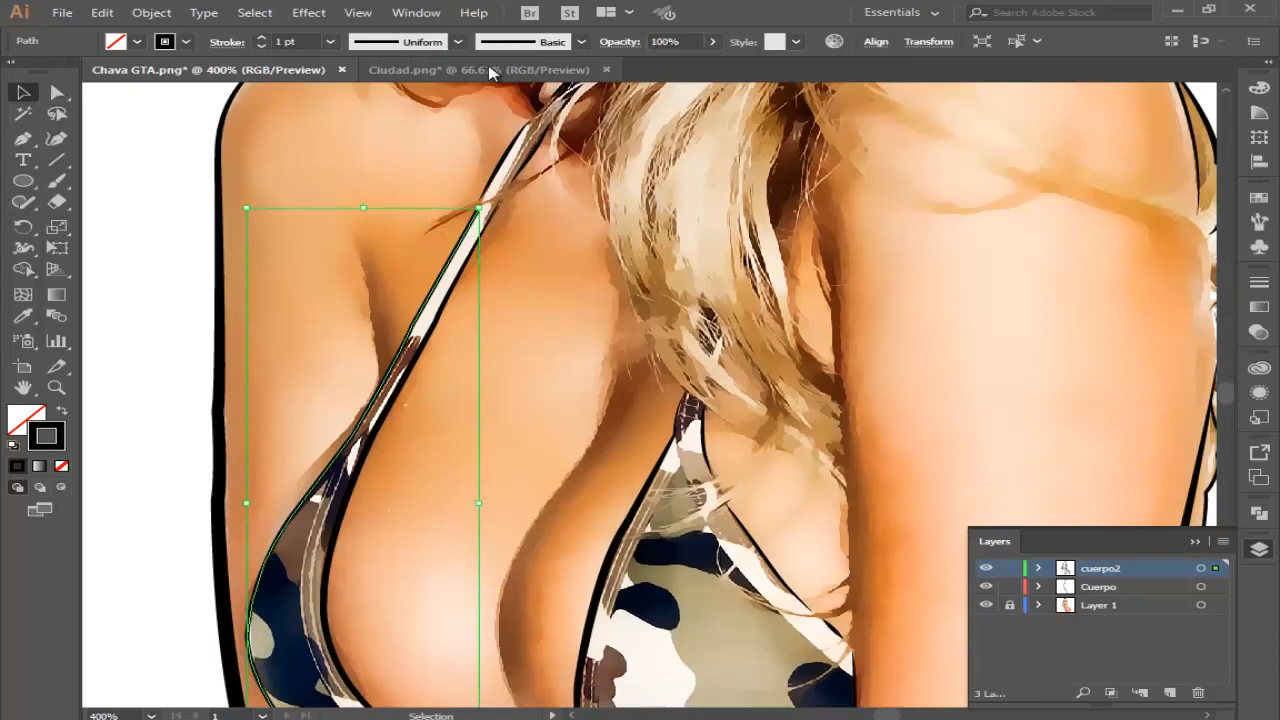 Ai File Edit Object Type Select Effect View Window Help Br St Essentials Search Adobe Stock
Path Stroke: 1 pt Uniform Basic Opacity: 100% Style: Align Transform
Chava GTA.png* @ 400% (RGB/Preview) × Ciudad.png* @ 66.67% (RGB/Preview) ×
Layers
cuerpo2
Cuerpo
Layer 1
3 La...
400% 1 Selection